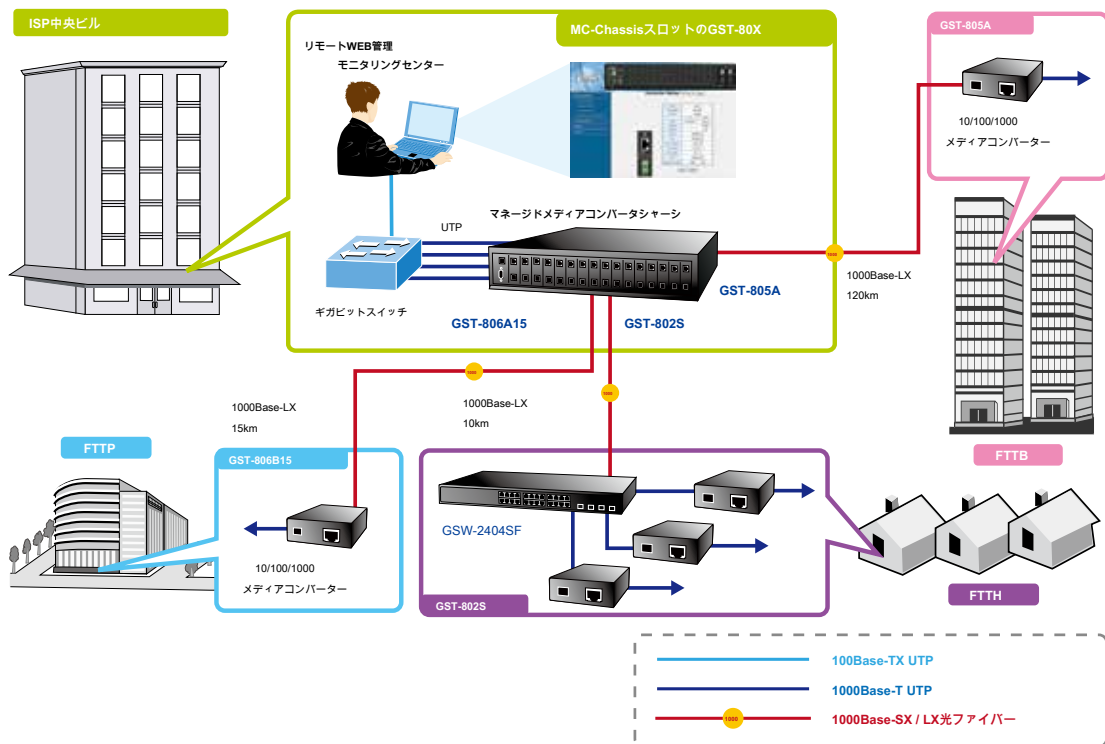 ISP中央ビル
MC-ChassisスロットのGST-80X
GST-805A
リモートWEB管理
モニタリングセンター
10/100/1000
メディアコンバーター
UTP
マネージドメディアコンバータシャーシ
ギガビットスイッチ
GST-806A15
GST-802S
GST-805A
1000
1000Base-LX
120km
1000
1000
1000Base-LX
15km
1000Base-LX
10km
FTTP
GST-806B15
10/100/1000
メディアコンバーター
GSW-2404SF
GST-802S
FTTB
FTTH
100Base-TX UTP
1000Base-T UTP
1000
1000Base-SX / LX光ファイバー